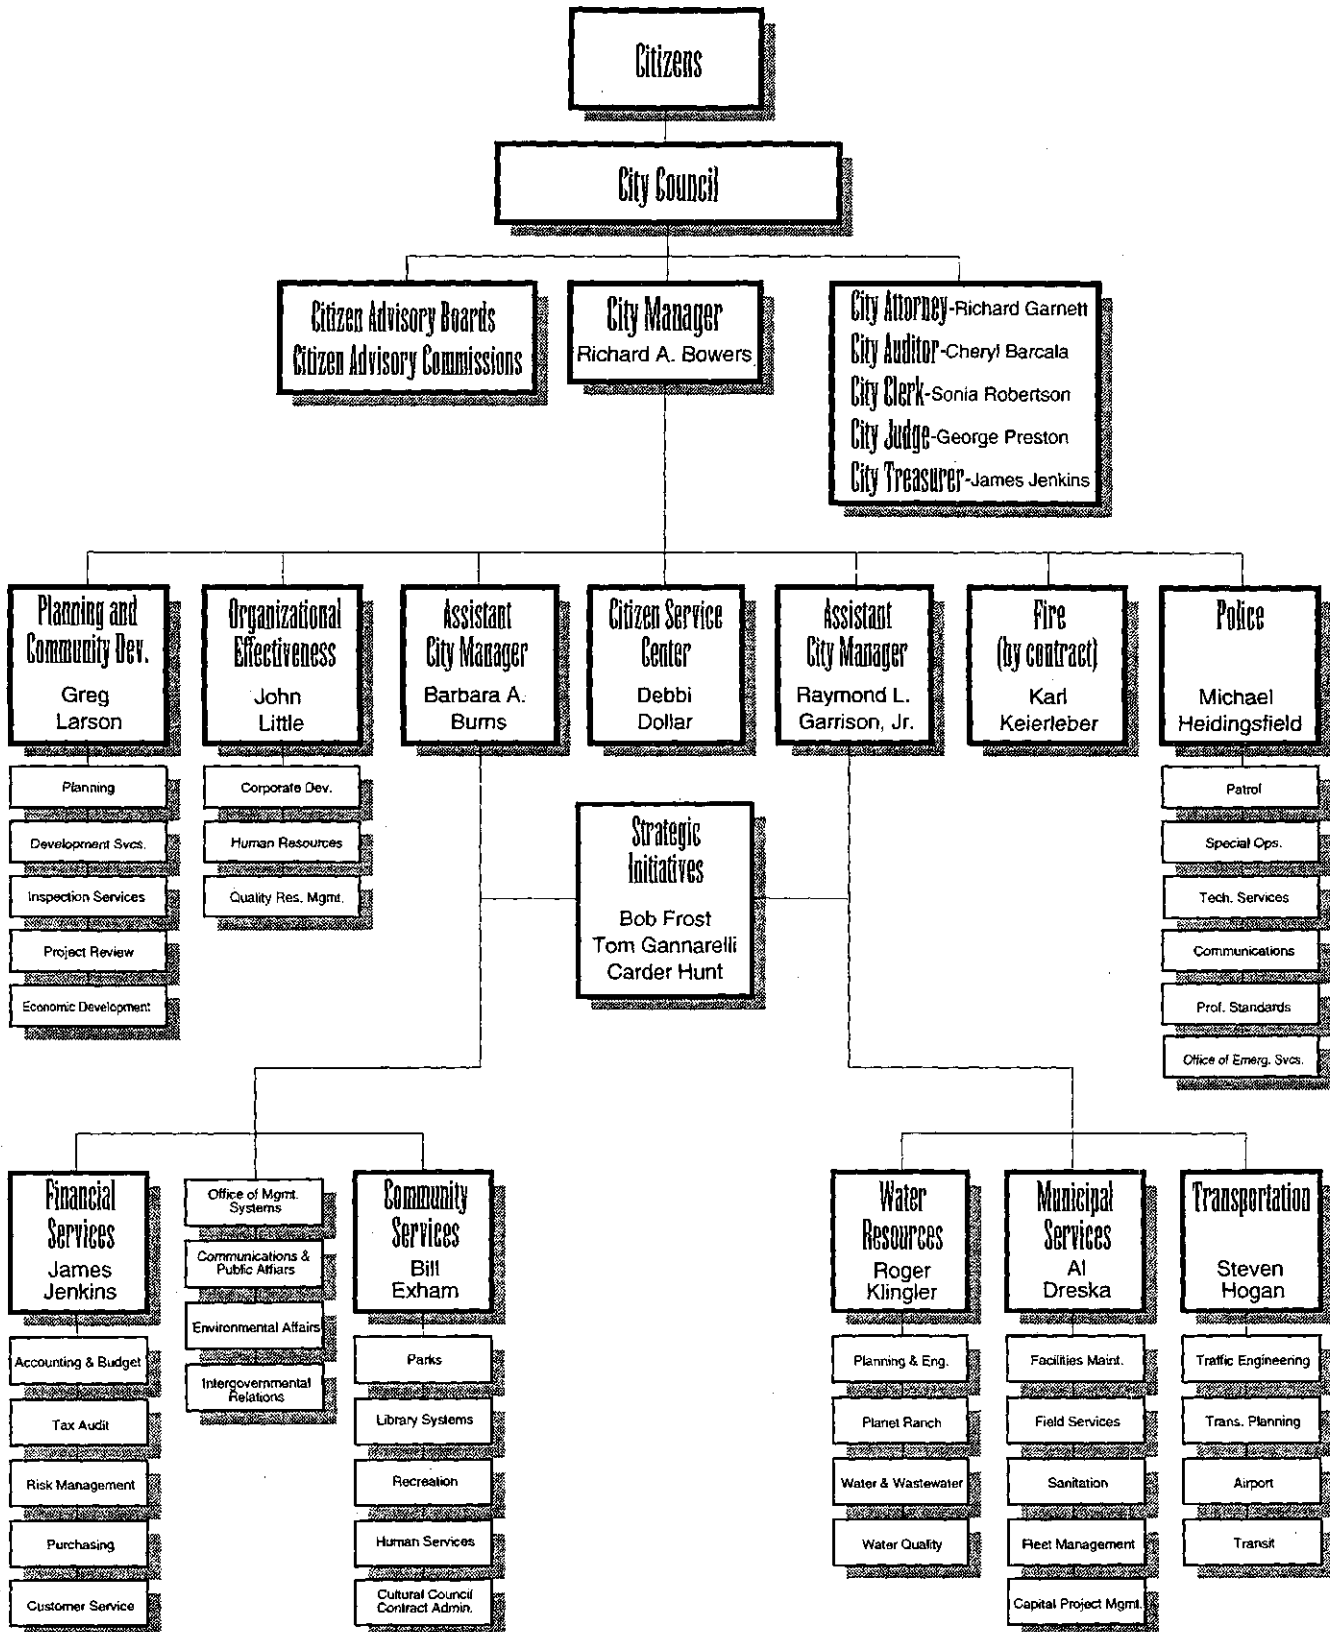 Citizens
City Council
Citizen Advisory Boards
Citizen Advisory Commissions
City Manager
Richard A. Bowers
City Attorney-Richard Garnett
City Auditor-Cheryl Barcala
City Clerk-Sonia Robertson
City Judge-George Preston
City Treasurer-James Jenkins
Planning and
Community Dev.
Greg
Larson
Organizational
Effectiveness
John
Little
Assistant
City Manager
Barbara A.
Burns
Citizen Service
Center
Debbi
Dollar
Assistant
City Manager
Raymond L.
Garrison, Jr.
Fire
(by contract)
Karl
Keierleber
Police
Michael
Heidingsfield
Planning
Development Svcs.
Inspection Services
Project Review
Economic Development
Corporate Dev.
Human Resources
Quality Res. Mgmt.
Strategic
Initiatives
Bob Frost
Tom Gannarelli
Carder Hunt
Patrol
Special Ops.
Tech. Services
Communications
Prof. Standards
Office of Emerg. Svcs.
Financial
Services
James
Jenkins
Accounting & Budget
Tax Audit
Risk Management
Purchasing
Customer Service
Office of Mgmt.
Systems
Communications &
Public Affiars
Environmental Affairs
Intergovernmental
Relations
Community
Services
Bill
Exham
Parks
Library Systems
Recreation
Human Services
Cultural Council
Contract Admin.
Water
Resources
Roger
Klingler
Planning & Eng.
Planet Ranch
Water & Wastewater
Water Quality
Municipal
Services
Al
Dreska
Facilities Maint.
Field Services
Sanitation
Fleet Management
Capital Project Mgmt.
Transportation
Steven
Hogan
Traffic Engineering
Trans. Planning
Airport
Transit